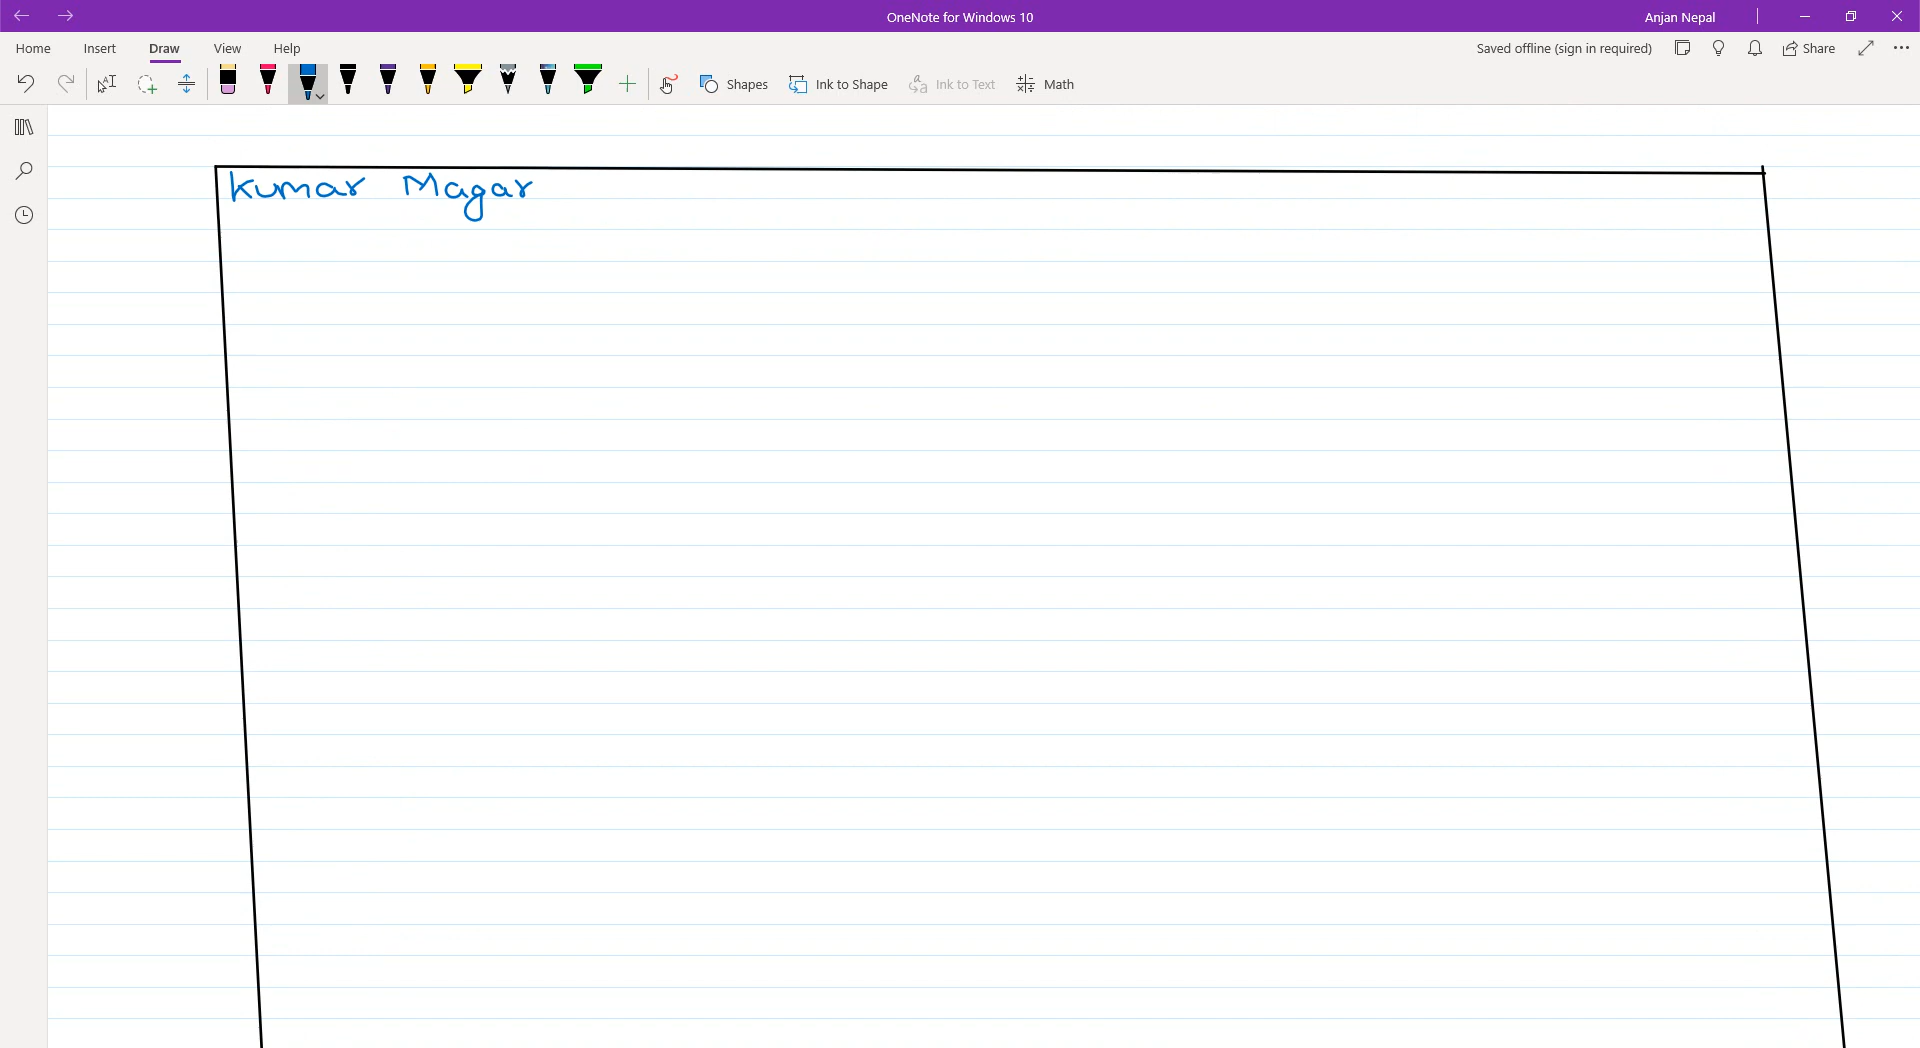 OneNote for Windows 10
Anjan Nepal
Home Insert Draw View Help
Saved offline (sign in required)
Share
Shapes
Ink to Shape
Ink to Text
Math
Kumar Magar